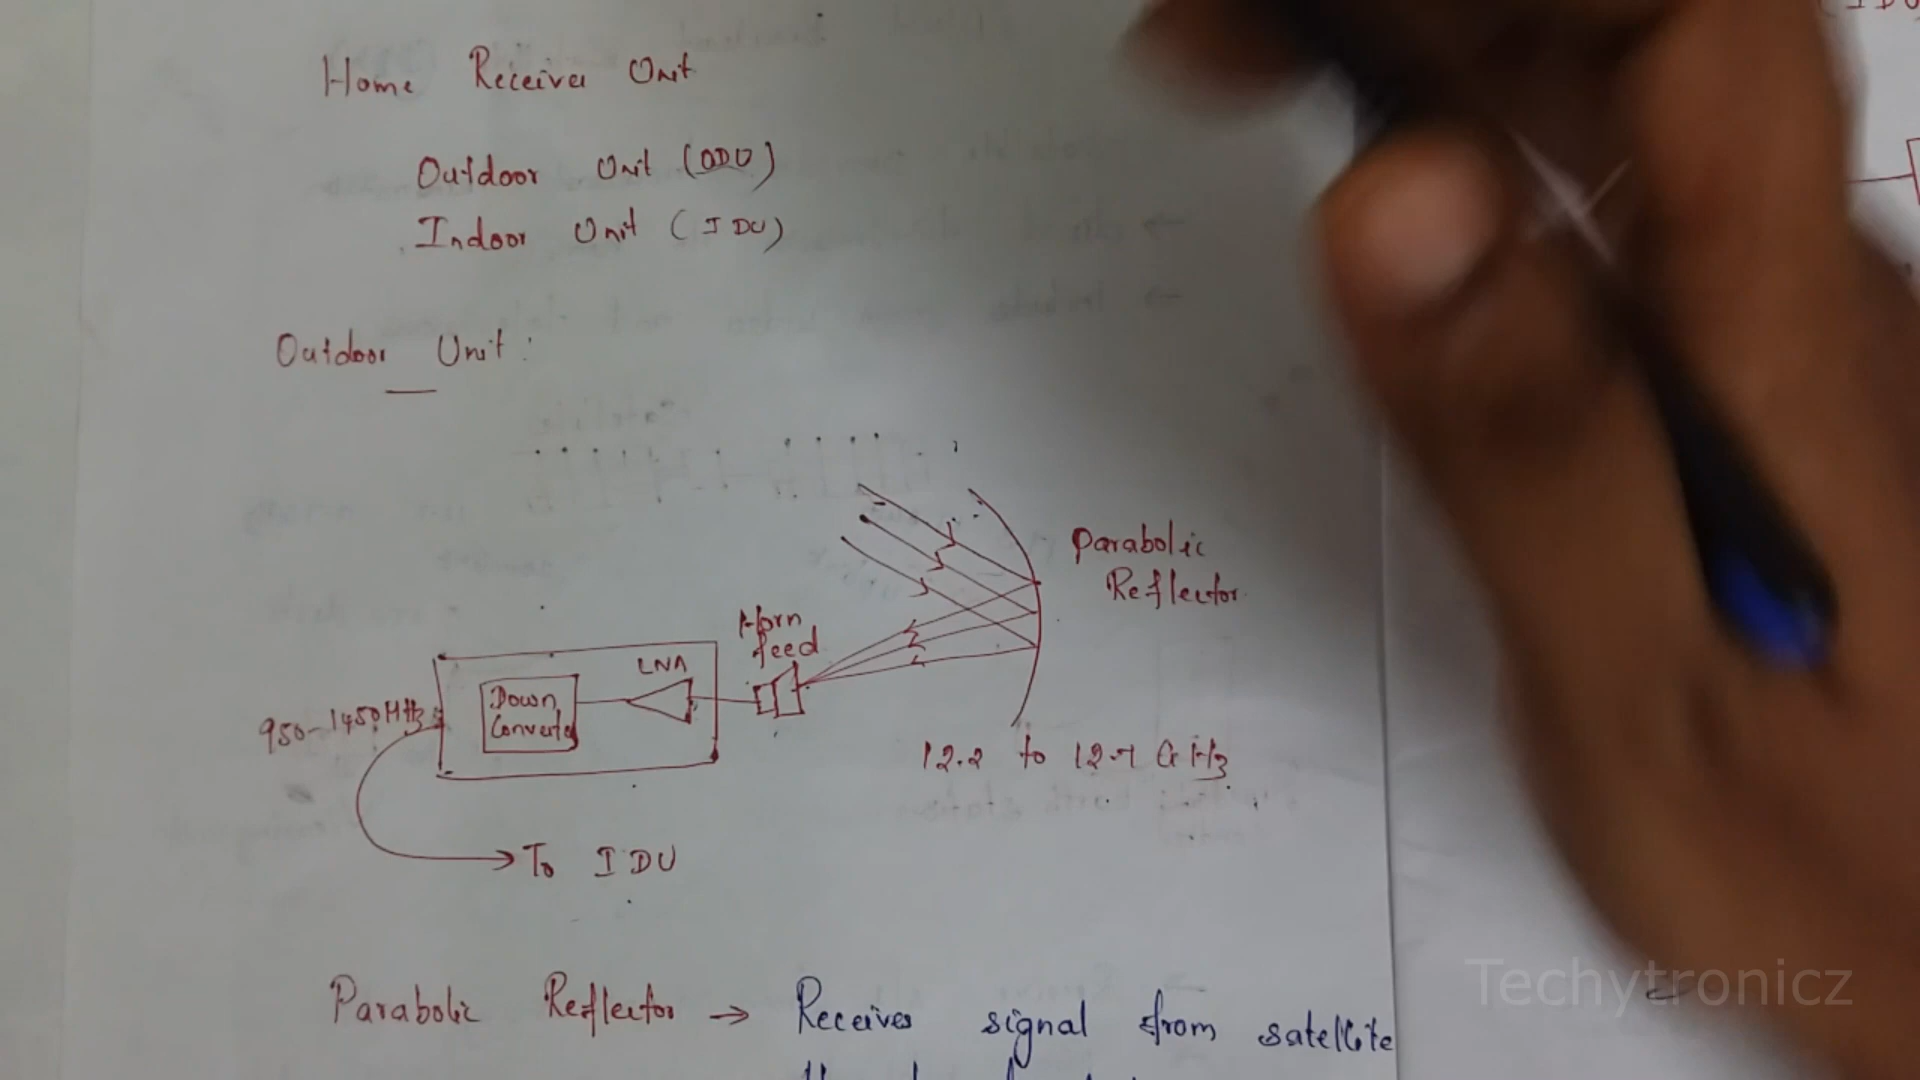 Home Receiver Unit
Outdoor Unit (ODU)
Indoor Unit (IDU)
Outdoor Unit:
Parabolic
Reflector
Horn
feed
LNA
Down
Converter
950-1450MHz
12.2 to 12.7 GHz
To IDU
Parabolic Reflector → Receives signal from satellite
Techytronicz